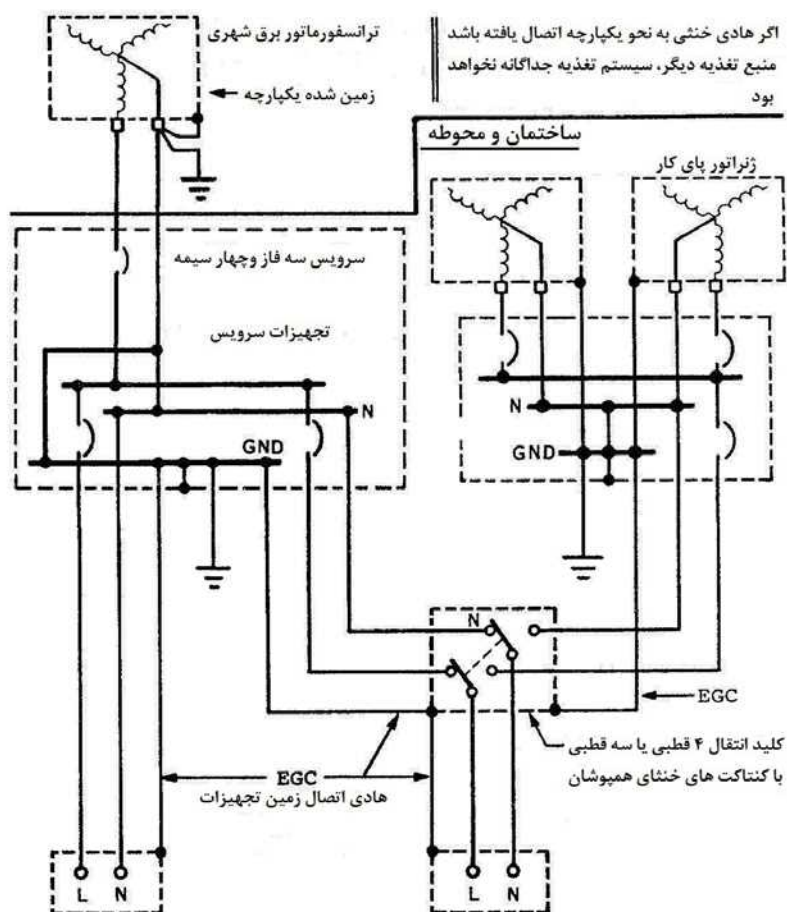 ترانسفورماتور برق شهری
زمین شده یکپارچه
اگر هادی خنثی به نحو یکپارچه اتصال یافته باشد
منبع تغذیه دیگر، سیستم تغذیه جداگانه نخواهد
بود
ساختمان و محوطه
ژنراتور پای کار
سرویس سه فاز وچهار سیمه
تجهیزات سرویس
N
GND
N
GND
N
EGC
کلید انتقال ۴ قطبی یا سه قطبی
با کنتاکت های خنثای همپوشان
EGC
هادی اتصال زمین تجهیزات
L N
L N